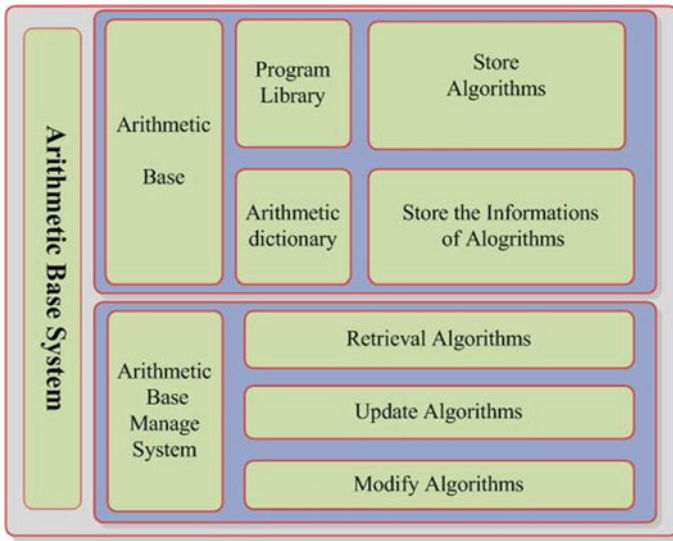 Arithmetic Base System
Arithmetic
Base
Program
Library
Store
Algorithms
Arithmetic
dictionary
Store the Informations
of Alogrithms
Arithmetic
Base
Manage
System
Retrieval Algorithms
Update Algorithms
Modify Algorithms